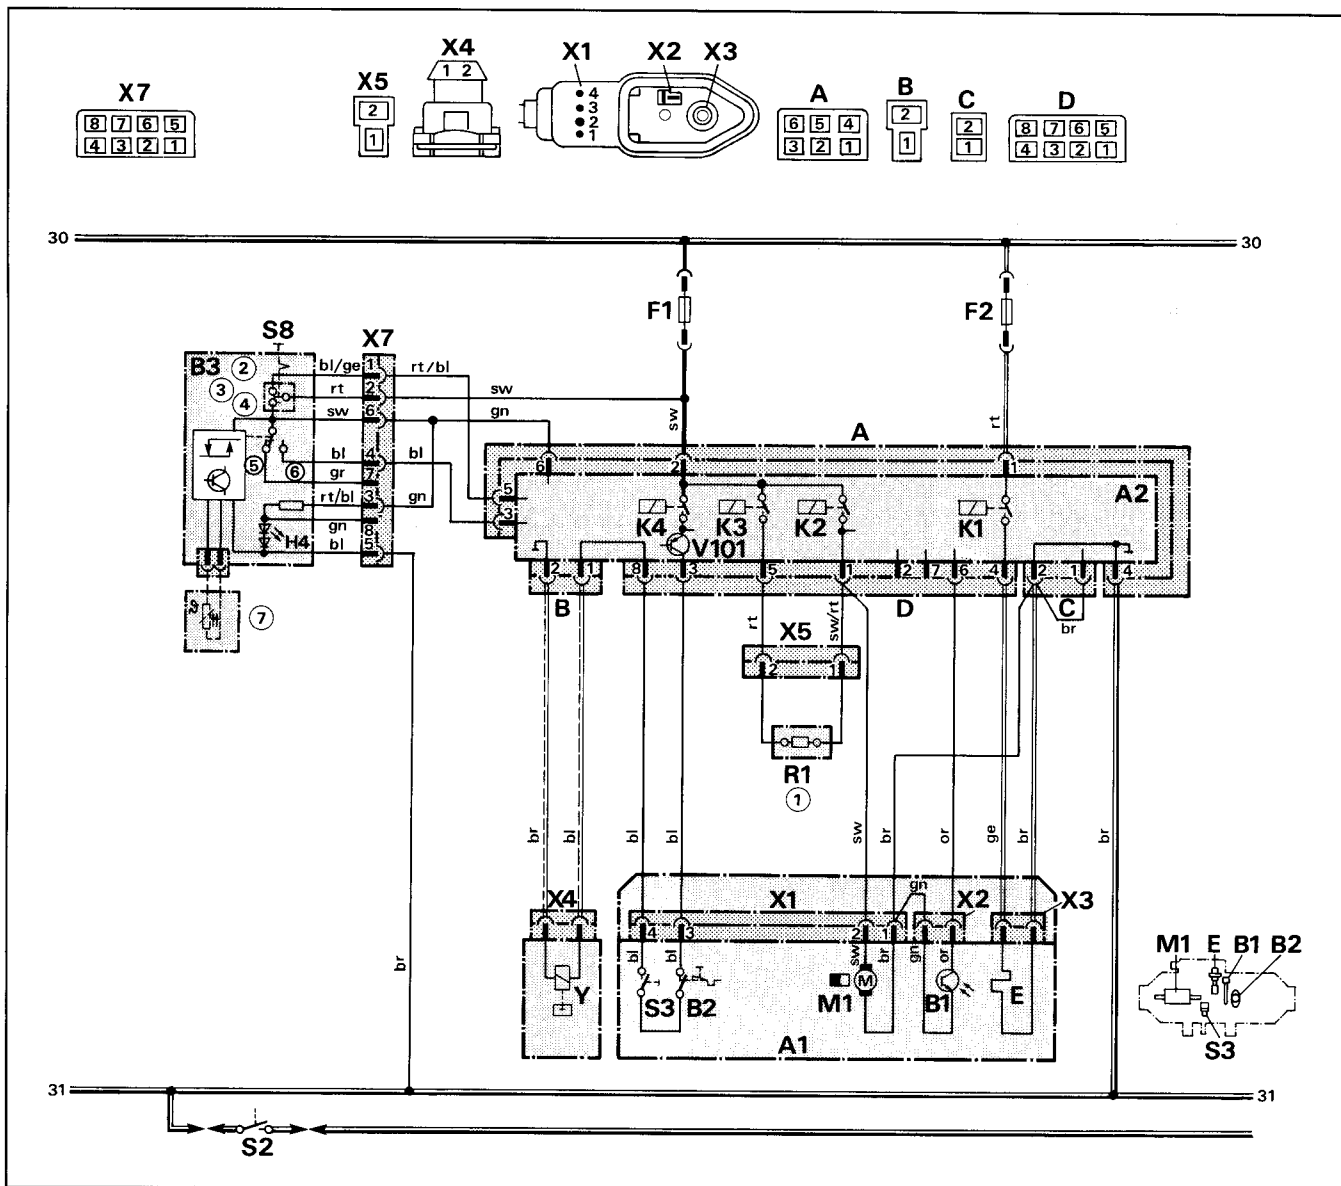 X7
8 7 6 5
4 3 2 1
X5
2
1
X4
1 2
X1
4
3
2
1
X2
X3
A
6 5 4
3 2 1
B
2
1
C
2
1
D
8 7 6 5
4 3 2 1
30
30
F1
F2
S8
X7
B3
2
3
4
bl/ge
1
rt/bl
rt
2
sw
sw
6
gn
sw
rt
5
6
bl
4
bl
gr
7
rt/bl
3
gn
gn
8
bl
5
H4
7
A
6
2
1
5
3
A2
K4
K3
K2
K1
V101
2
1
8
3
5
1
2
7
6
4
2
1
4
B
D
C
br
rt
sw/rt
X5
2
1
R1
1
br
bl
bl
bl
sw
br
or
ge
br
br
br
X4
X1
gn
X2
X3
4
3
2
1
bl
bl
sw
br
gn
or
Y
S3
B2
M1
M
B1
E
A1
M1
E
B1
B2
S3
31
31
S2